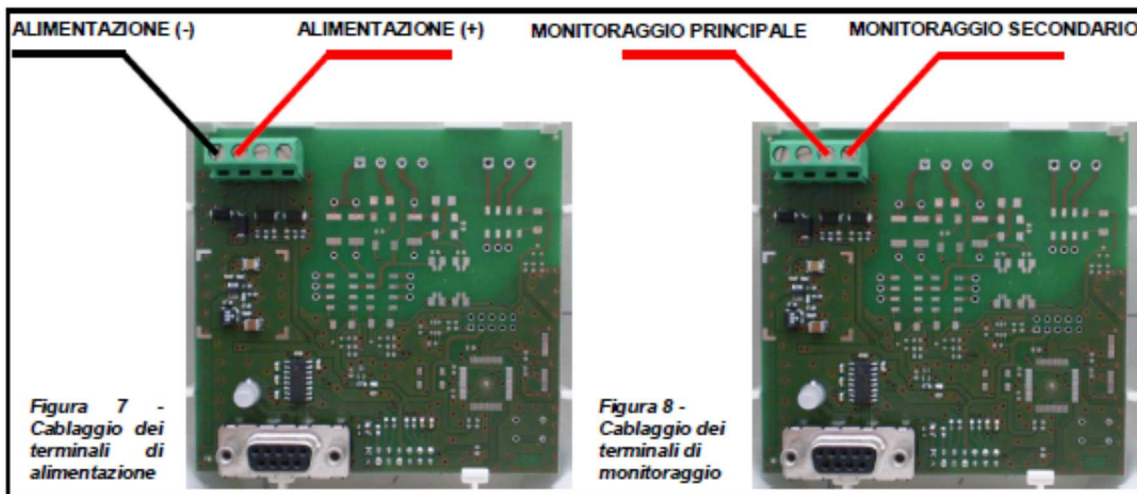 ALIMENTAZIONE (-)
ALIMENTAZIONE (+)
MONITORAGGIO PRINCIPALE
MONITORAGGIO SECONDARIO
Figura 7 -
Cablaggio dei
terminali di
alimentazione
Figura 8 -
Cablaggio dei
terminali di
monitoraggio